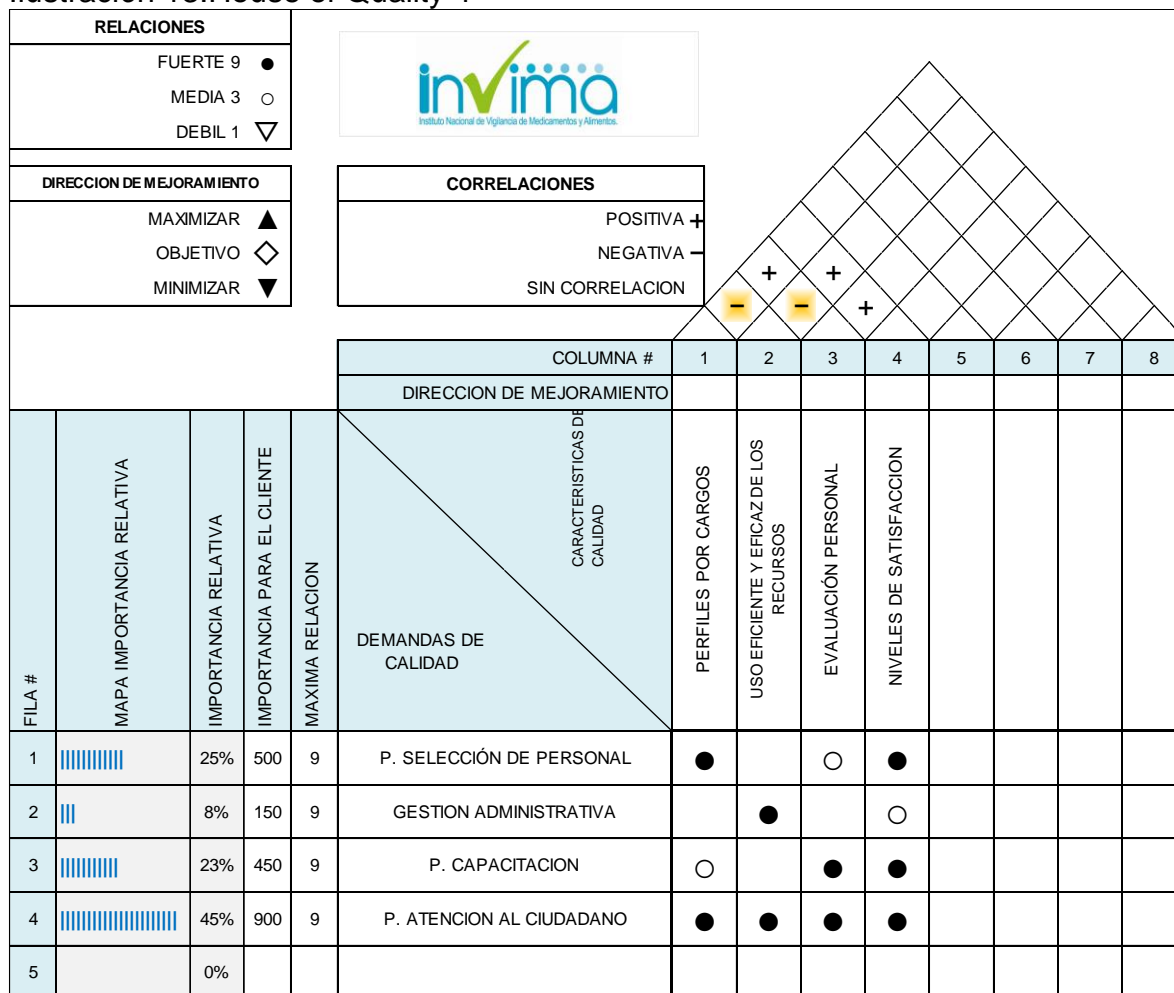 Ilustración 18.House of Quality 4
RELACIONES
FUERTE 9 ●
MEDIA 3 ○
DEBIL 1 ▽
invima
Instituto Nacional de Vigilancia de Medicamentos y Alimentos.
DIRECCION DE MEJORAMIENTO
MAXIMIZAR ▲
OBJETIVO ◇
MINIMIZAR ▼
CORRELACIONES
POSITIVA +
NEGATIVA −
SIN CORRELACION
+ +
− − +
COLUMNA # 1 2 3 4 5 6 7 8
DIRECCION DE MEJORAMIENTO
FILA #
MAPA IMPORTANCIA RELATIVA
IMPORTANCIA RELATIVA
IMPORTANCIA PARA EL CLIENTE
MAXIMA RELACION
CARACTERISTICAS DE
CALIDAD
DEMANDAS DE
CALIDAD
PERFILES POR CARGOS
USO EFICIENTE Y EFICAZ DE LOS
RECURSOS
EVALUACIÓN PERSONAL
NIVELES DE SATISFACCION
1 |||||||||||| 25% 500 9 P. SELECCIÓN DE PERSONAL ● ○ ●
2 ||| 8% 150 9 GESTION ADMINISTRATIVA ● ○
3 ||||||||||| 23% 450 9 P. CAPACITACION ○ ● ●
4 |||||||||||||||||||||| 45% 900 9 P. ATENCION AL CIUDADANO ● ● ● ●
5 0%